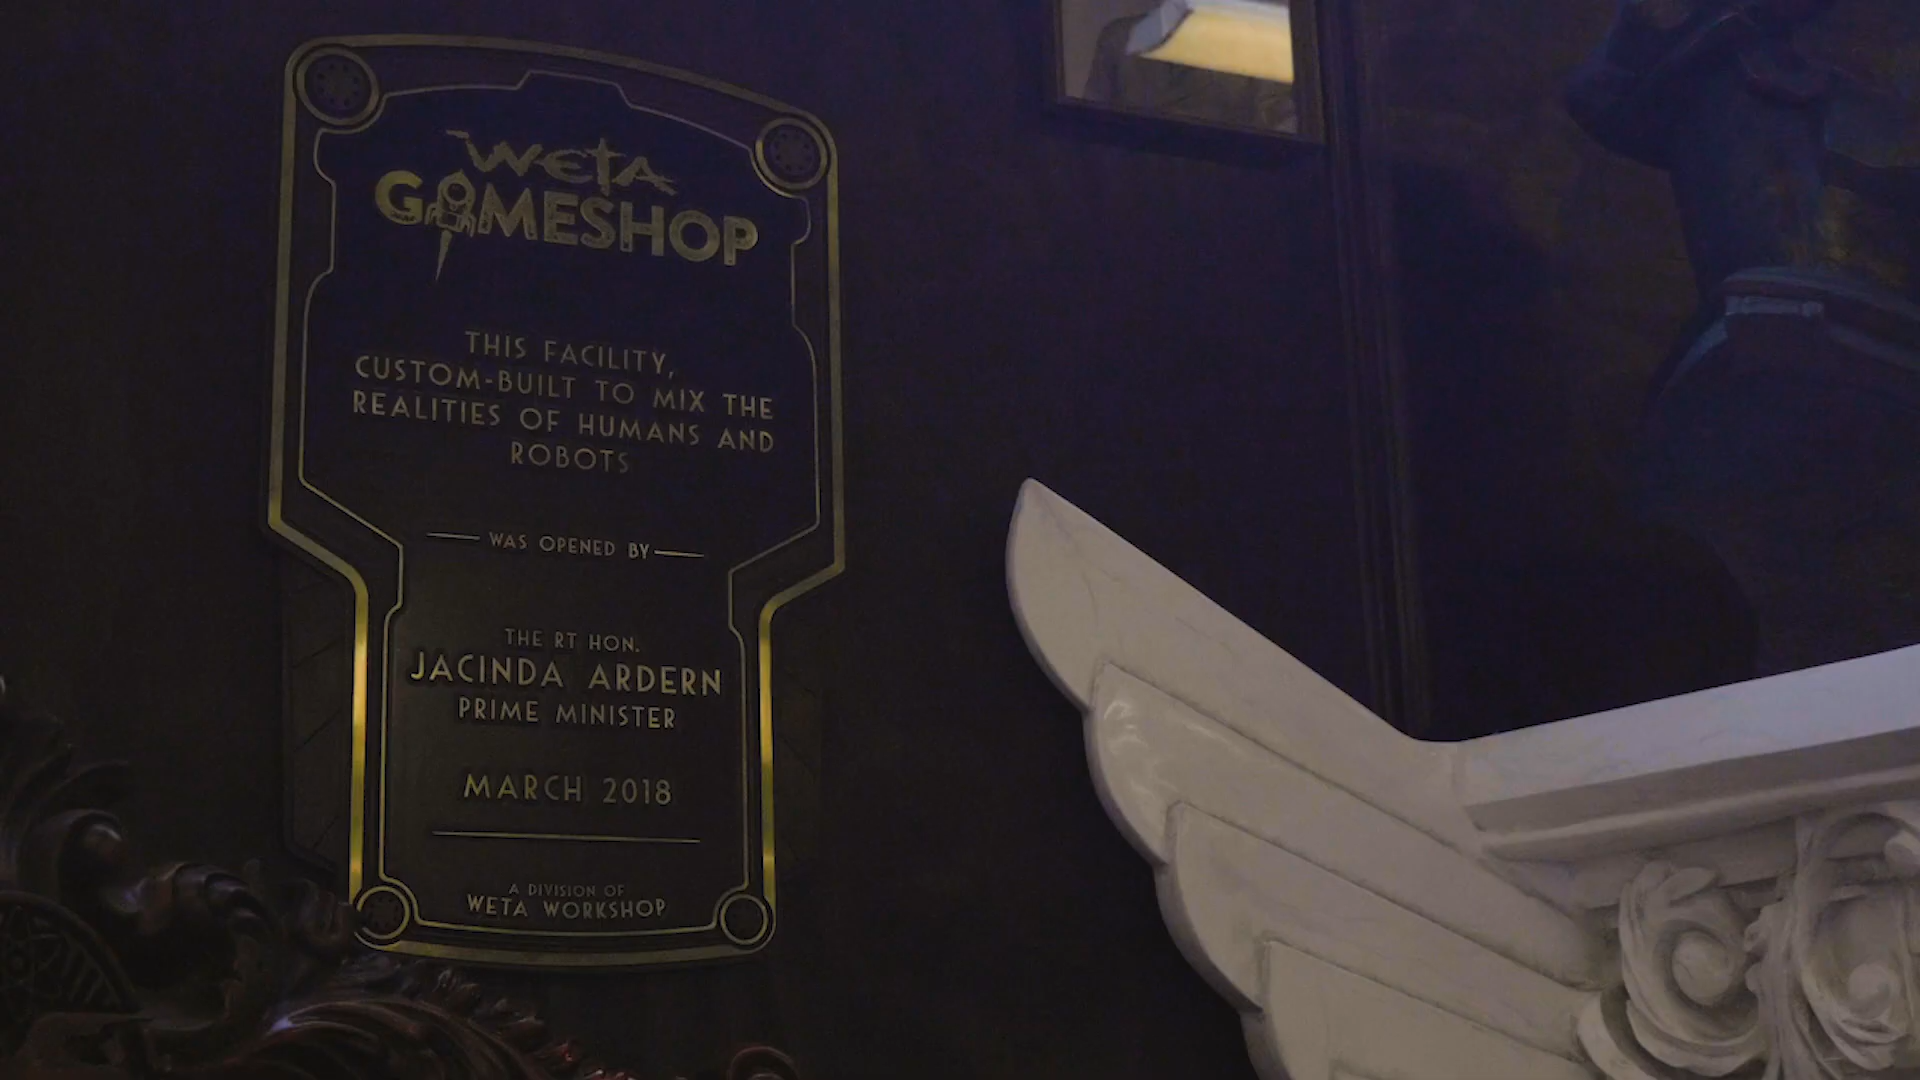 WETA
GAMESHOP
THIS FACILITY,
CUSTOM-BUILT TO MIX THE
REALITIES OF HUMANS AND
ROBOTS
WAS OPENED BY
THE RT HON.
JACINDA ARDERN
PRIME MINISTER
MARCH 2018
A DIVISION OF
WETA WORKSHOP